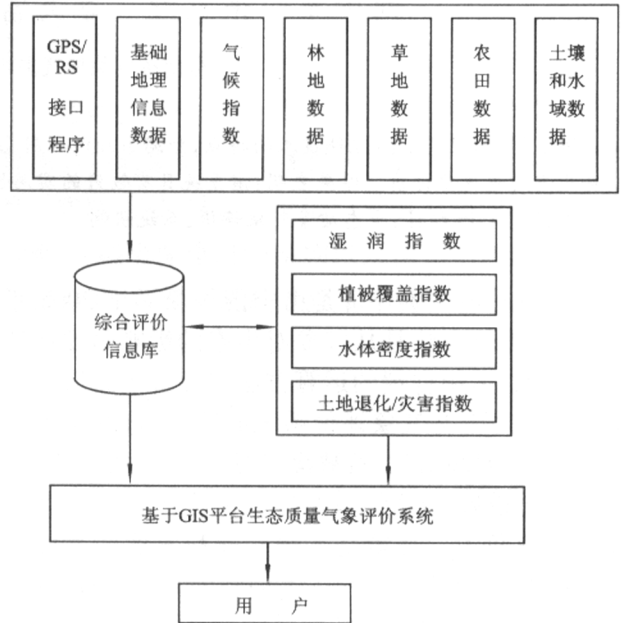 GPS/
RS
接口
程序
基础
地理
信息
数据
气候指数
林地数据
草地数据
农田数据
土壤
和水
域数
据
湿润指数
植被覆盖指数
水体密度指数
土地退化/灾害指数
综合评价
信息库
基于GIS平台生态质量气象评价系统
用户